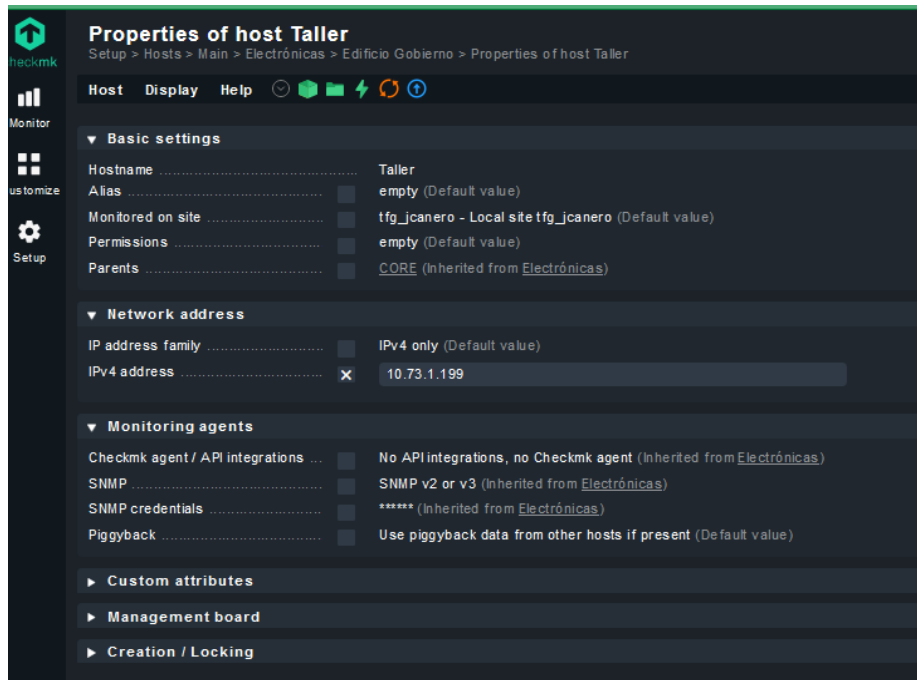 Properties of host Taller
Setup > Hosts > Main > Electrónicas > Edificio Gobierno > Properties of host Taller
heckmk
Host Display Help
Monitor
ustomize
Setup
Basic settings
Hostname Taller
Alias empty (Default value)
Monitored on site tfg_jcanero - Local site tfg_jcanero (Default value)
Permissions empty (Default value)
Parents CORE (Inherited from Electrónicas)
Network address
IP address family IPv4 only (Default value)
IPv4 address 10.73.1.199
Monitoring agents
Checkmk agent / API integrations ... No API integrations, no Checkmk agent (Inherited from Electrónicas)
SNMP SNMP v2 or v3 (Inherited from Electrónicas)
SNMP credentials ****** (Inherited from Electrónicas)
Piggyback Use piggyback data from other hosts if present (Default value)
Custom attributes
Management board
Creation / Locking